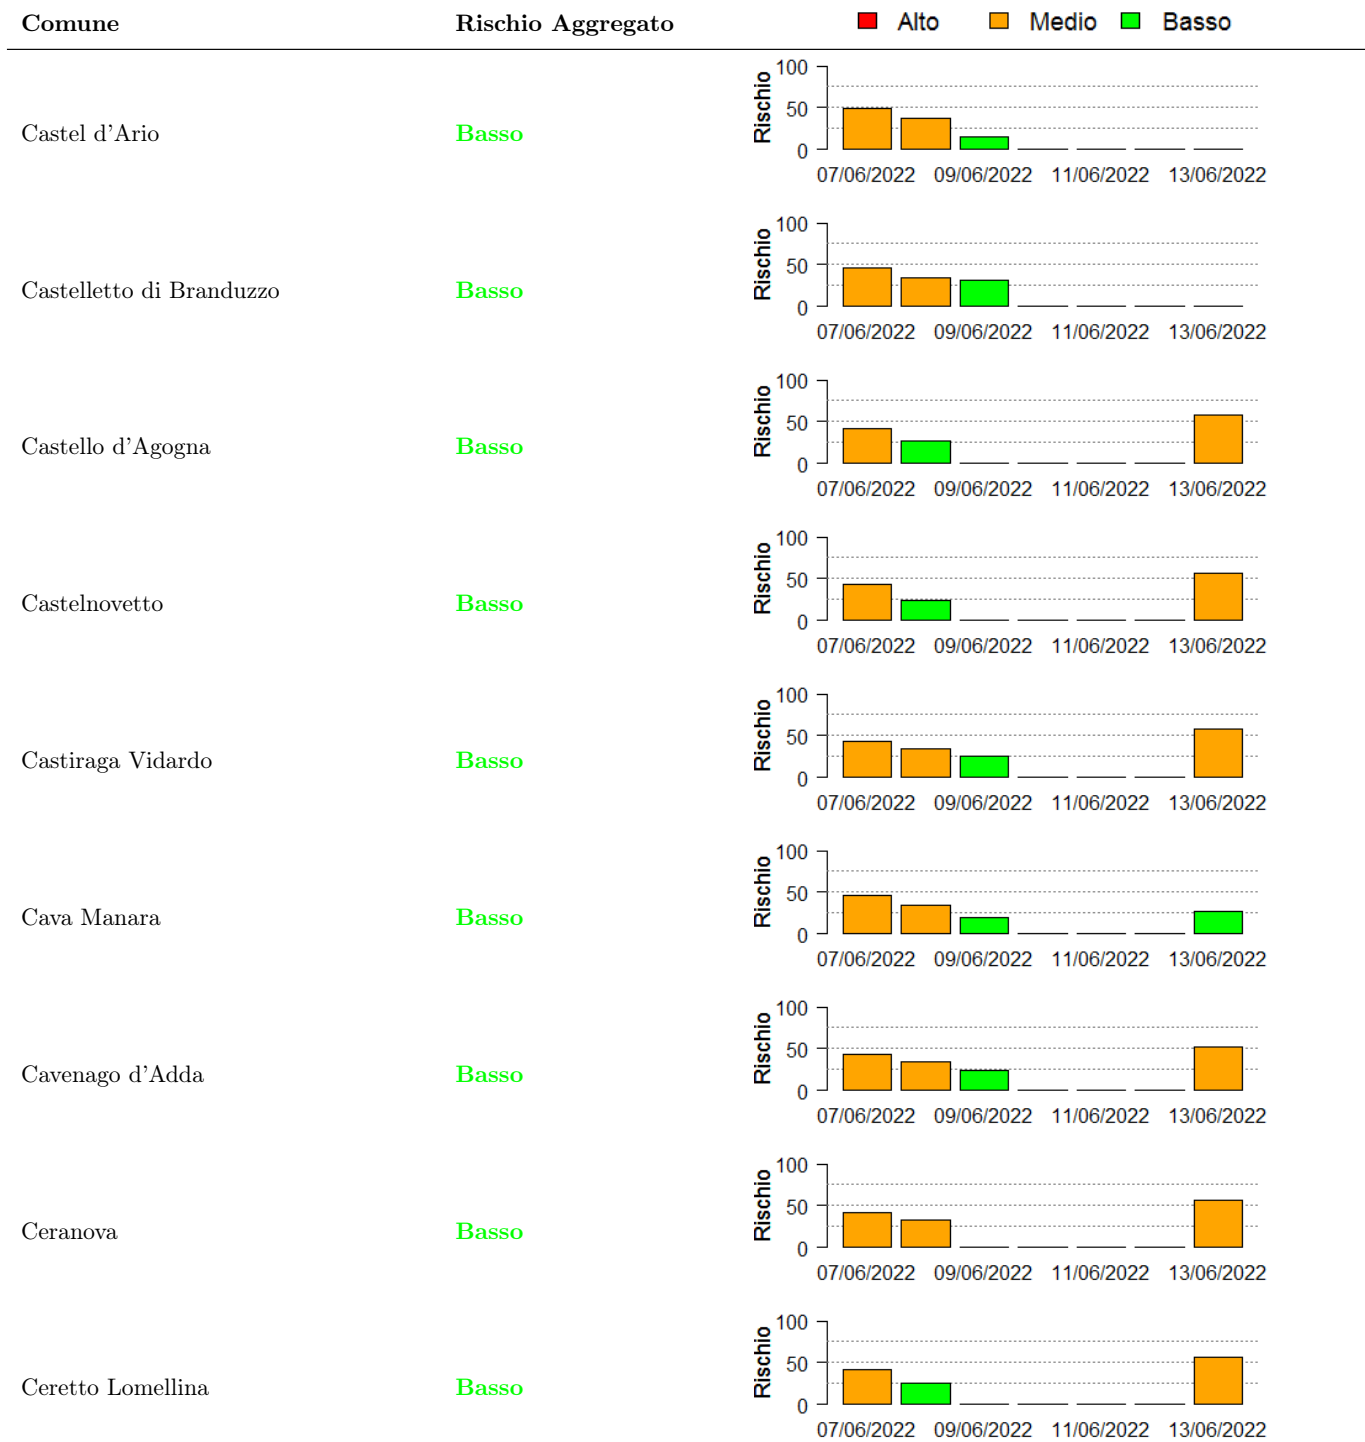 Comune Rischio Aggregato Alto Medio Basso
100
50
0
Rischio
Castel d'Ario Basso
07/06/2022 09/06/2022 11/06/2022 13/06/2022
100
50
0
Rischio
Castelletto di Branduzzo Basso
07/06/2022 09/06/2022 11/06/2022 13/06/2022
100
50
0
Rischio
Castello d'Agogna Basso
07/06/2022 09/06/2022 11/06/2022 13/06/2022
100
50
0
Rischio
Castelnovetto Basso
07/06/2022 09/06/2022 11/06/2022 13/06/2022
100
50
0
Rischio
Castiraga Vidardo Basso
07/06/2022 09/06/2022 11/06/2022 13/06/2022
100
50
0
Rischio
Cava Manara Basso
07/06/2022 09/06/2022 11/06/2022 13/06/2022
100
50
0
Rischio
Cavenago d'Adda Basso
07/06/2022 09/06/2022 11/06/2022 13/06/2022
100
50
0
Rischio
Ceranova Basso
07/06/2022 09/06/2022 11/06/2022 13/06/2022
100
50
0
Rischio
Ceretto Lomellina Basso
07/06/2022 09/06/2022 11/06/2022 13/06/2022